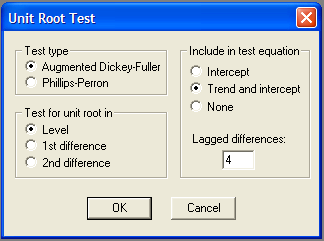 Unit Root Test
Test type
Augmented Dickey-Fuller
Phillips-Perron
Test for unit root in
Level
1st difference
2nd difference
Include in test equation
Intercept
Trend and intercept
None
Lagged differences:
4
OK
Cancel